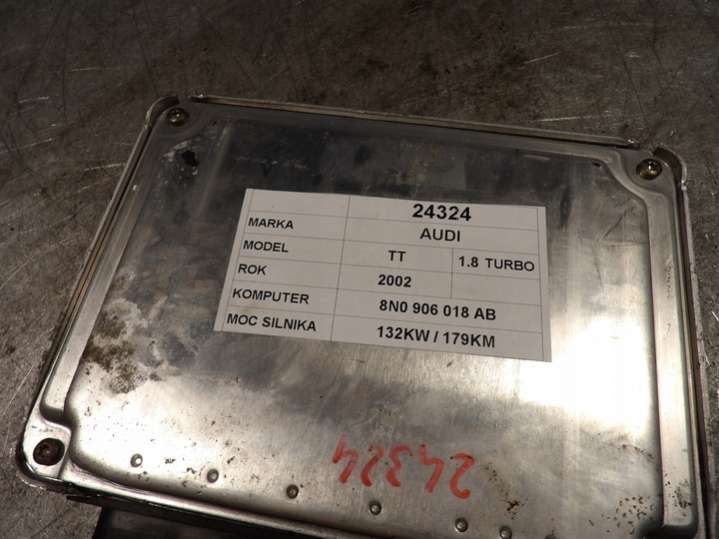 24324
MARKA AUDI
MODEL TT 1.8 TURBO
ROK 2002
KOMPUTER 8N0 906 018 AB
MOC SILNIKA 132KW / 179KM
24324